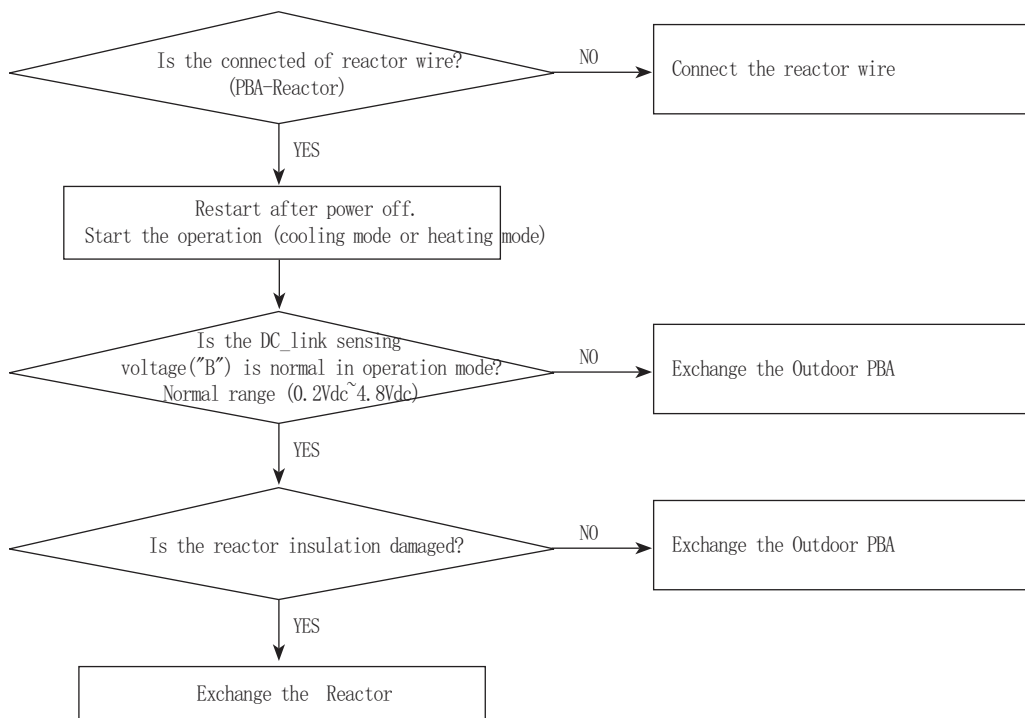 Is the connected of reactor wire?
(PBA-Reactor)
NO
Connect the reactor wire
YES
Restart after power off.
Start the operation (cooling mode or heating mode)
Is the DC_link sensing
voltage("B") is normal in operation mode?
Normal range (0.2Vdc~4.8Vdc)
NO
Exchange the Outdoor PBA
YES
Is the reactor insulation damaged?
NO
Exchange the Outdoor PBA
YES
Exchange the Reactor